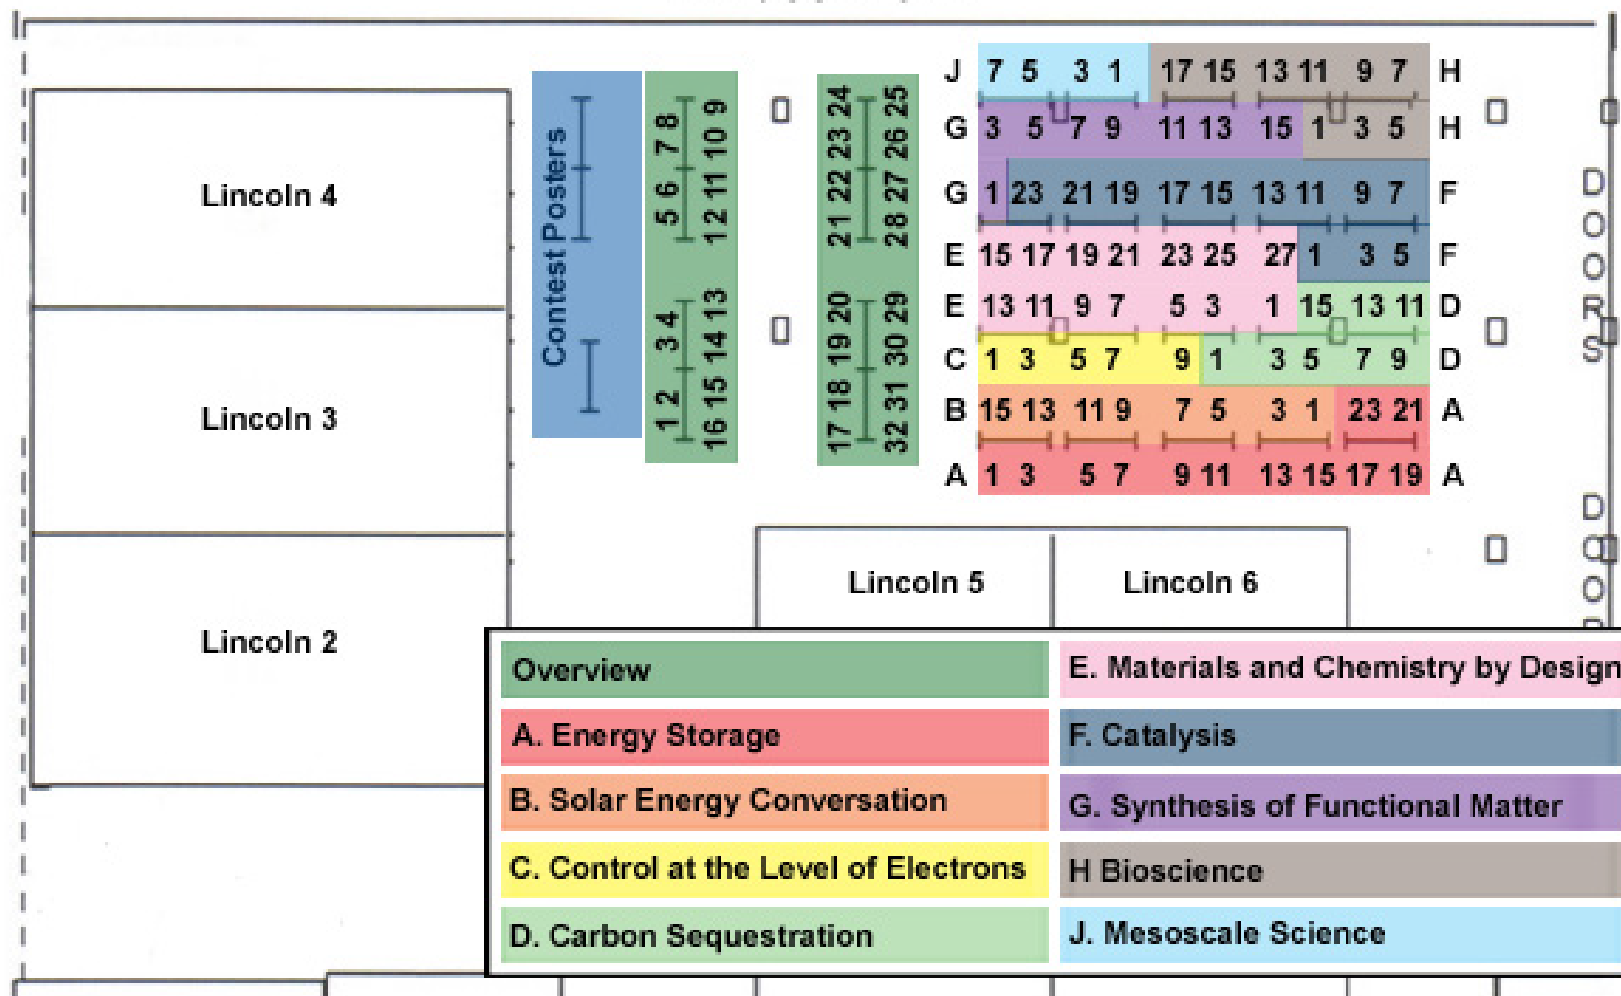 J 7 5 3 1 17 15 13 11 9 7 H
G 3 5 7 9 11 13 15 1 3 5 H
G 1 23 21 19 17 15 13 11 9 7 F
E 15 17 19 21 23 25 27 1 3 5 F
E 13 11 9 7 5 3 1 15 13 11 D
C 1 3 5 7 9 1 3 5 7 9 D
B 15 13 11 9 7 5 3 1 23 21 A
A 1 3 5 7 9 11 13 15 17 19 A
Contest Posters
1 2 3 4 5 6 7 8
16 15 14 13 12 11 10 9
17 18 19 20 21 22 23 24
32 31 30 29 28 27 26 25
Lincoln 4
Lincoln 3
Lincoln 2
Lincoln 5
Lincoln 6
DOORS
Overview
A. Energy Storage
B. Solar Energy Conversation
C. Control at the Level of Electrons
D. Carbon Sequestration
E. Materials and Chemistry by Design
F. Catalysis
G. Synthesis of Functional Matter
H Bioscience
J. Mesoscale Science